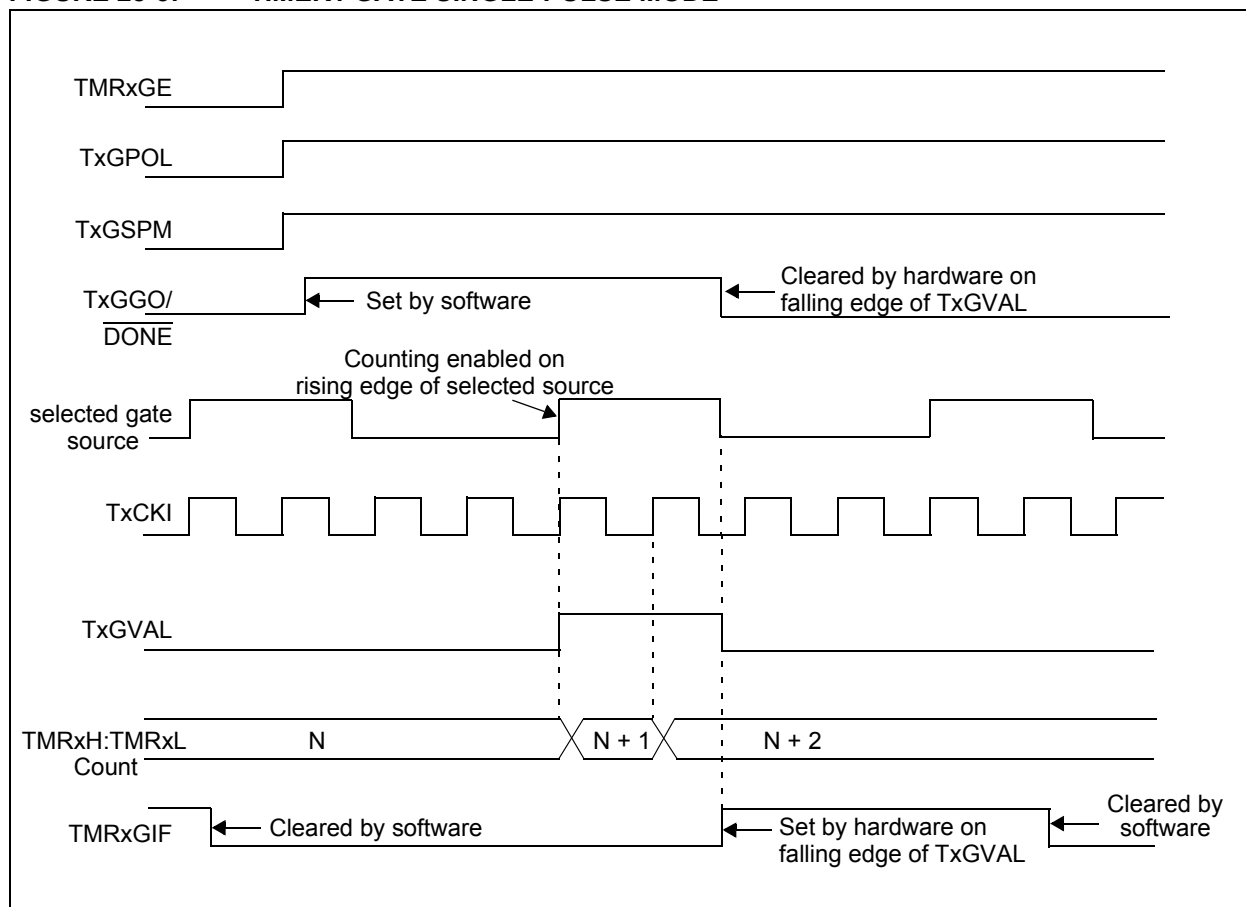 TMRxGE
TxGPOL
TxGSPM
TxGGO/
DONE
Set by software
Cleared by hardware on
falling edge of TxGVAL
Counting enabled on
rising edge of selected source
selected gate
source
TxCKI
TxGVAL
TMRxH:TMRxL
Count
N
N + 1
N + 2
TMRxGIF
Cleared by software
Set by hardware on
falling edge of TxGVAL
Cleared by
software